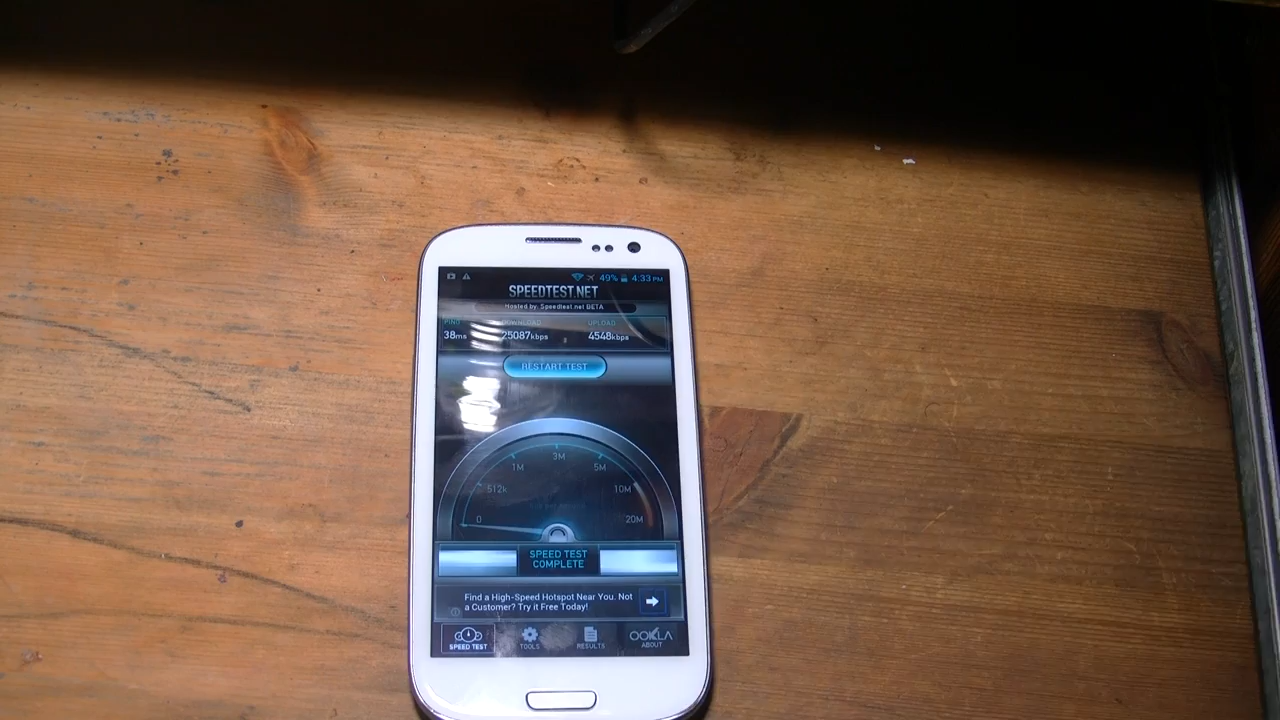 49% 4:33 PM
SPEEDTEST.NET
Hosted by: Speedtest.net BETA
PING DOWNLOAD UPLOAD
38ms 25087kbps 4548kbps
RESTART TEST
3M
1M 5M
512k 10M
0 20M
SPEED TEST
COMPLETE
Find a High-Speed Hotspot Near You. Not
a Customer? Try it Free Today!
SPEED TEST TOOLS RESULTS OOKLA
ABOUT